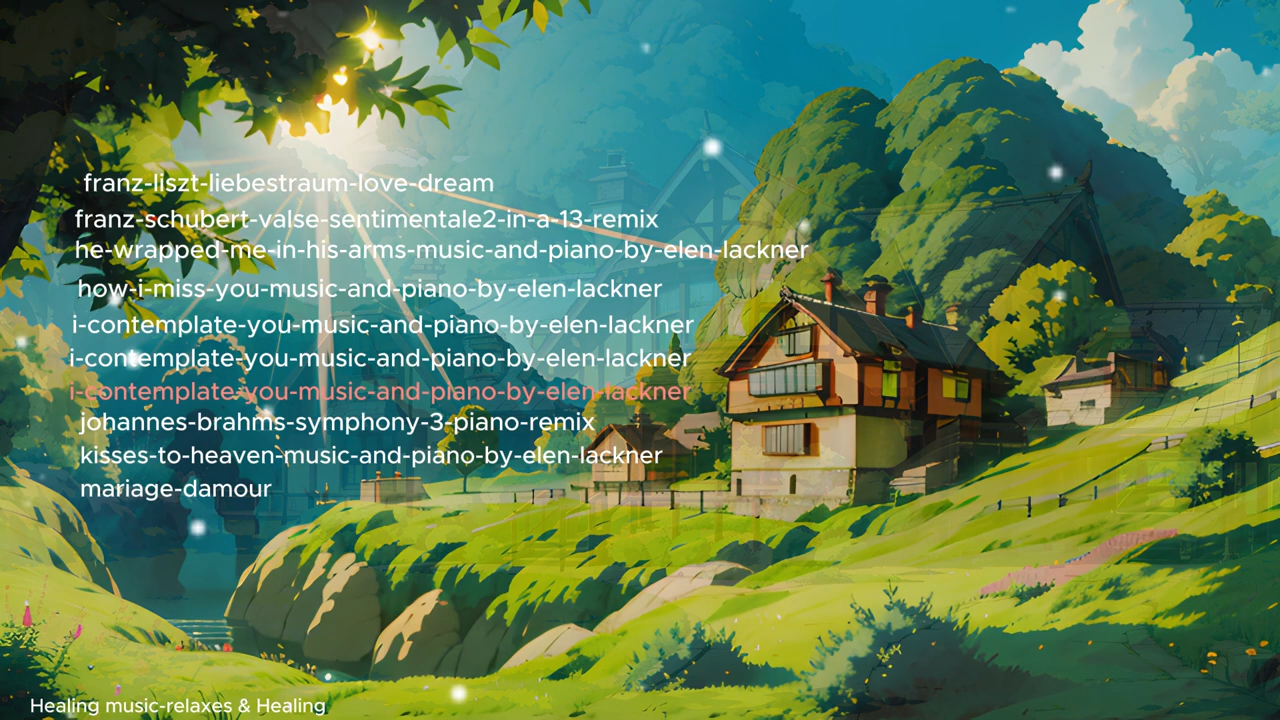 franz-liszt-liebestraum-love-dream
franz-schubert-valse-sentimentale2-in-a-13-remix
he-wrapped-me-in-his-arms-music-and-piano-by-elen-lackner
how-i-miss-you-music-and-piano-by-elen-lackner
i-contemplate-you-music-and-piano-by-elen-lackner
i-contemplate-you-music-and-piano-by-elen-lackner
i-contemplate-you-music-and-piano-by-elen-lackner
johannes-brahms-symphony-3-piano-remix
kisses-to-heaven-music-and-piano-by-elen-lackner
mariage-damour
Healing music-relaxes & Healing